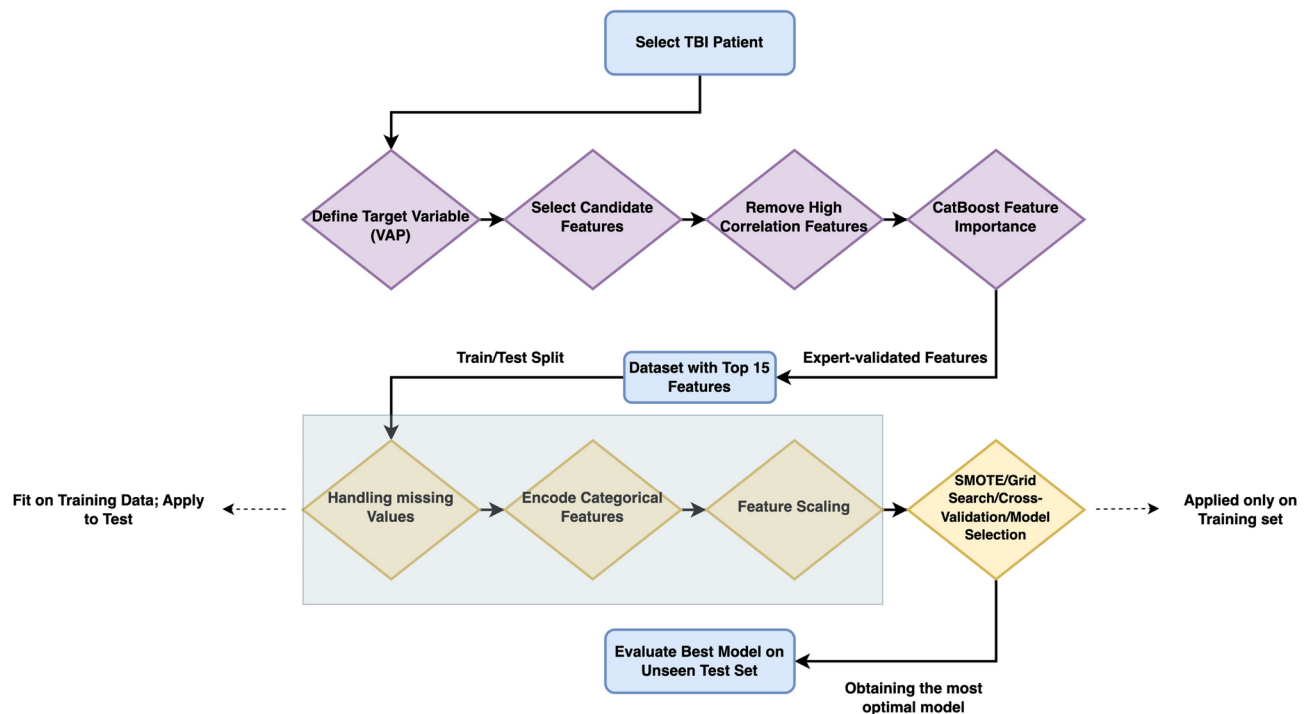 Select TBI Patient
Define Target Variable
(VAP)
Select Candidate
Features
Remove High
Correlation Features
CatBoost Feature
Importance
Train/Test Split
Expert-validated Features
Dataset with Top 15
Features
Fit on Training Data; Apply
to Test
Handling missing
Values
Encode Categorical
Features
Feature Scaling
SMOTE/Grid
Search/Cross-
Validation/Model
Selection
Applied only on
Training set
Evaluate Best Model on
Unseen Test Set
Obtaining the most
optimal model